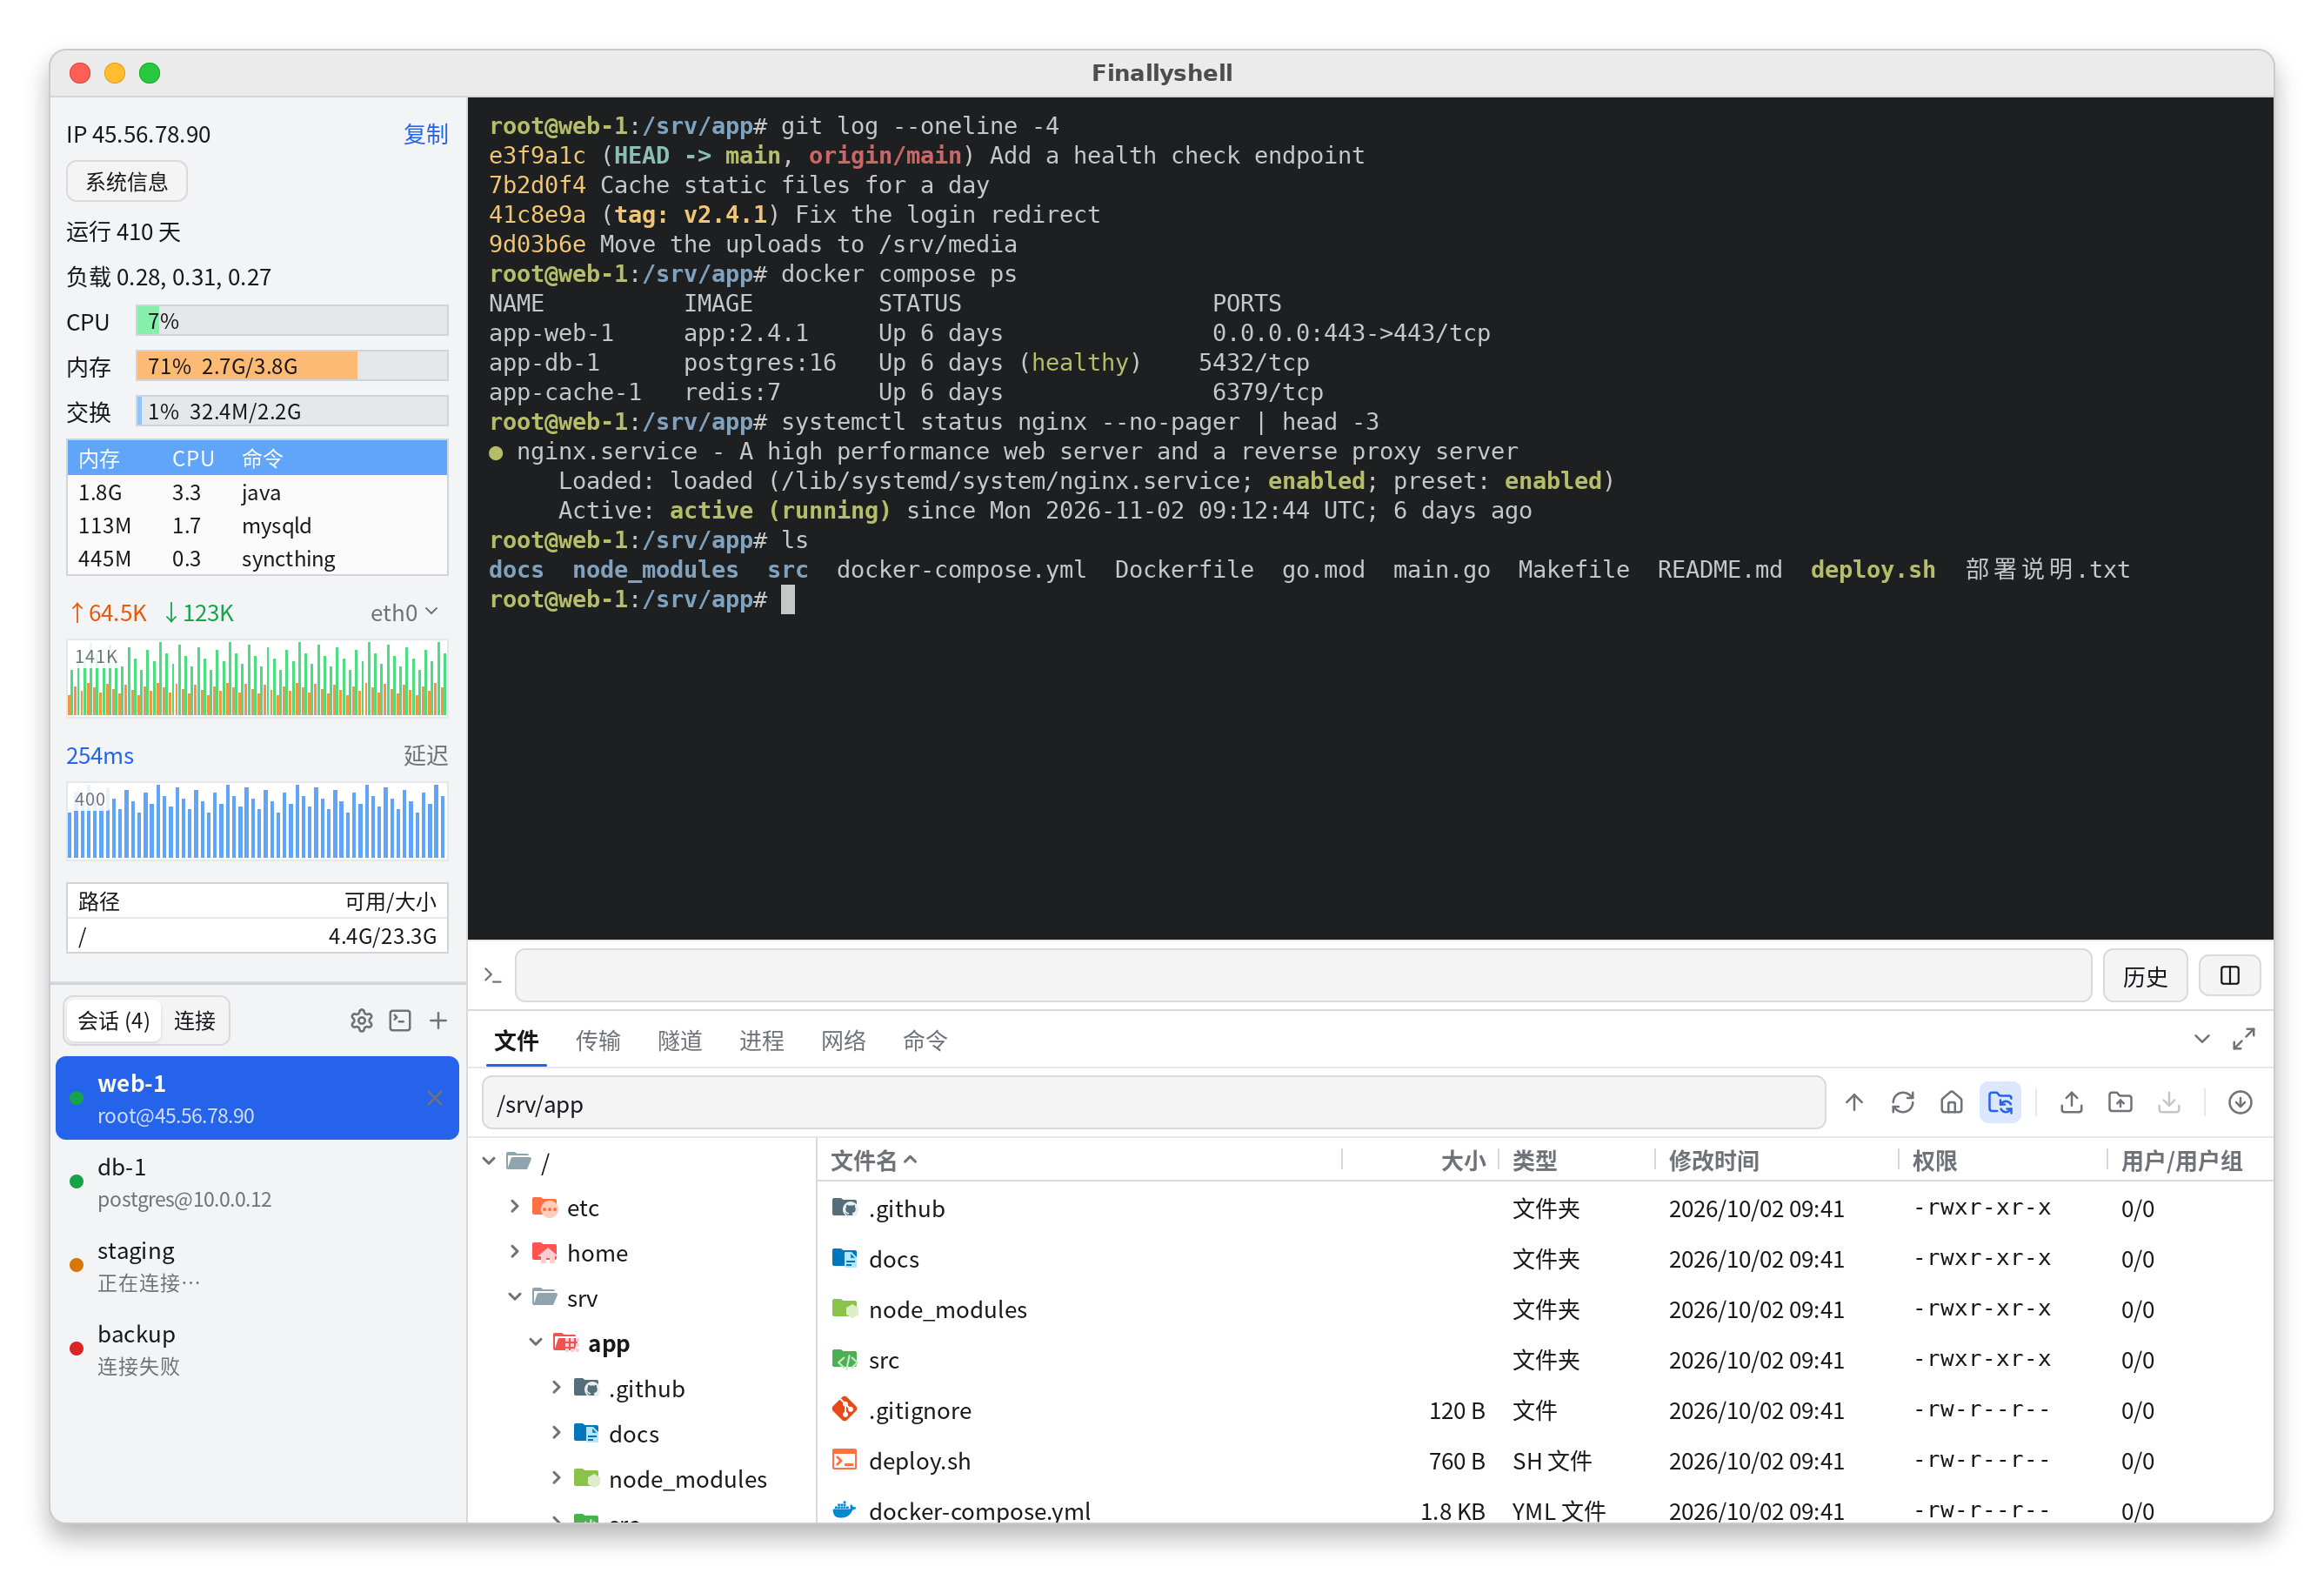 Finallyshell
IP 45.56.78.90 复制
系统信息
运行 410 天
负载 0.28, 0.31, 0.27
CPU 7%
内存 71% 2.7G/3.8G
交换 1% 32.4M/2.2G
内存 CPU 命令
1.8G 3.3 java
113M 1.7 mysqld
445M 0.3 syncthing
↑64.5K ↓123K eth0
141K
254ms 延迟
400
路径 可用/大小
/ 4.4G/23.3G
会话 (4) 连接
web-1
root@45.56.78.90
db-1
postgres@10.0.0.12
staging
正在连接…
backup
连接失败
root@web-1:/srv/app# git log --oneline -4
e3f9a1c (HEAD -> main, origin/main) Add a health check endpoint
7b2d0f4 Cache static files for a day
41c8e9a (tag: v2.4.1) Fix the login redirect
9d03b6e Move the uploads to /srv/media
root@web-1:/srv/app# docker compose ps
NAME IMAGE STATUS PORTS
app-web-1 app:2.4.1 Up 6 days 0.0.0.0:443->443/tcp
app-db-1 postgres:16 Up 6 days (healthy) 5432/tcp
app-cache-1 redis:7 Up 6 days 6379/tcp
root@web-1:/srv/app# systemctl status nginx --no-pager | head -3
● nginx.service - A high performance web server and a reverse proxy server
Loaded: loaded (/lib/systemd/system/nginx.service; enabled; preset: enabled)
Active: active (running) since Mon 2026-11-02 09:12:44 UTC; 6 days ago
root@web-1:/srv/app# ls
docs node_modules src docker-compose.yml Dockerfile go.mod main.go Makefile README.md deploy.sh 部署说明.txt
root@web-1:/srv/app#
历史
文件 传输 隧道 进程 网络 命令
/srv/app
/
etc
home
srv
app
.github
docs
node_modules
文件名 大小 类型 修改时间 权限 用户/用户组
.github 文件夹 2026/10/02 09:41 -rwxr-xr-x 0/0
docs 文件夹 2026/10/02 09:41 -rwxr-xr-x 0/0
node_modules 文件夹 2026/10/02 09:41 -rwxr-xr-x 0/0
src 文件夹 2026/10/02 09:41 -rwxr-xr-x 0/0
.gitignore 120 B 文件 2026/10/02 09:41 -rw-r--r-- 0/0
deploy.sh 760 B SH 文件 2026/10/02 09:41 -rw-r--r-- 0/0
docker-compose.yml 1.8 KB YML 文件 2026/10/02 09:41 -rw-r--r-- 0/0